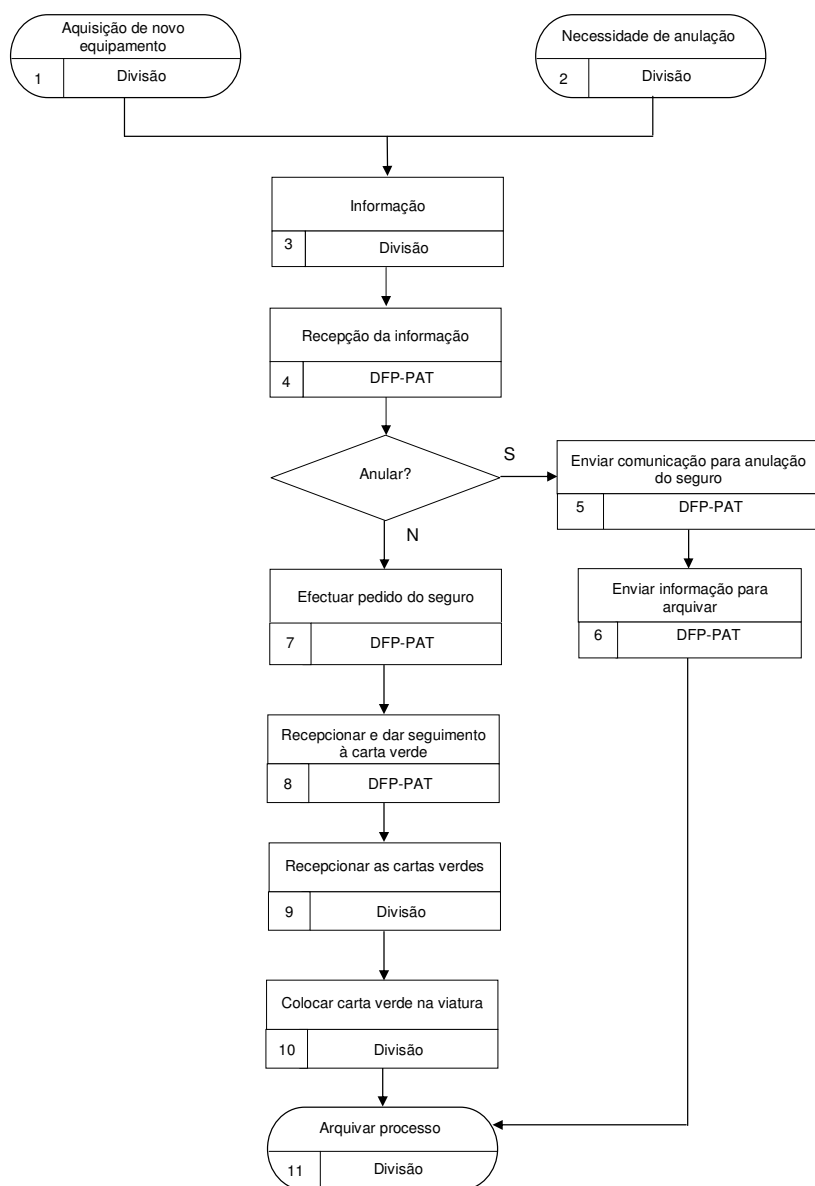 Aquisição de novo
equipamento
1 Divisão
Necessidade de anulação
2 Divisão
Informação
3 Divisão
Recepção da informação
4 DFP-PAT
Anular?
S
N
Enviar comunicação para anulação
do seguro
5 DFP-PAT
Enviar informação para
arquivar
6 DFP-PAT
Efectuar pedido do seguro
7 DFP-PAT
Recepcionar e dar seguimento
à carta verde
8 DFP-PAT
Recepcionar as cartas verdes
9 Divisão
Colocar carta verde na viatura
10 Divisão
Arquivar processo
11 Divisão